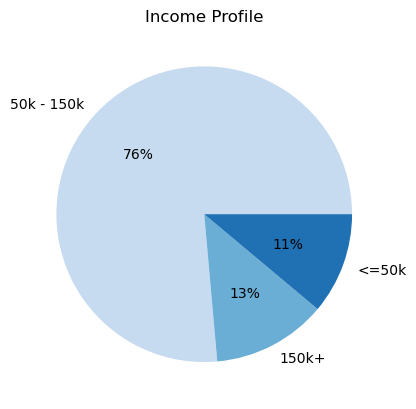 Income Profile
50k - 150k
76%
11%
<=50k
13%
150k+